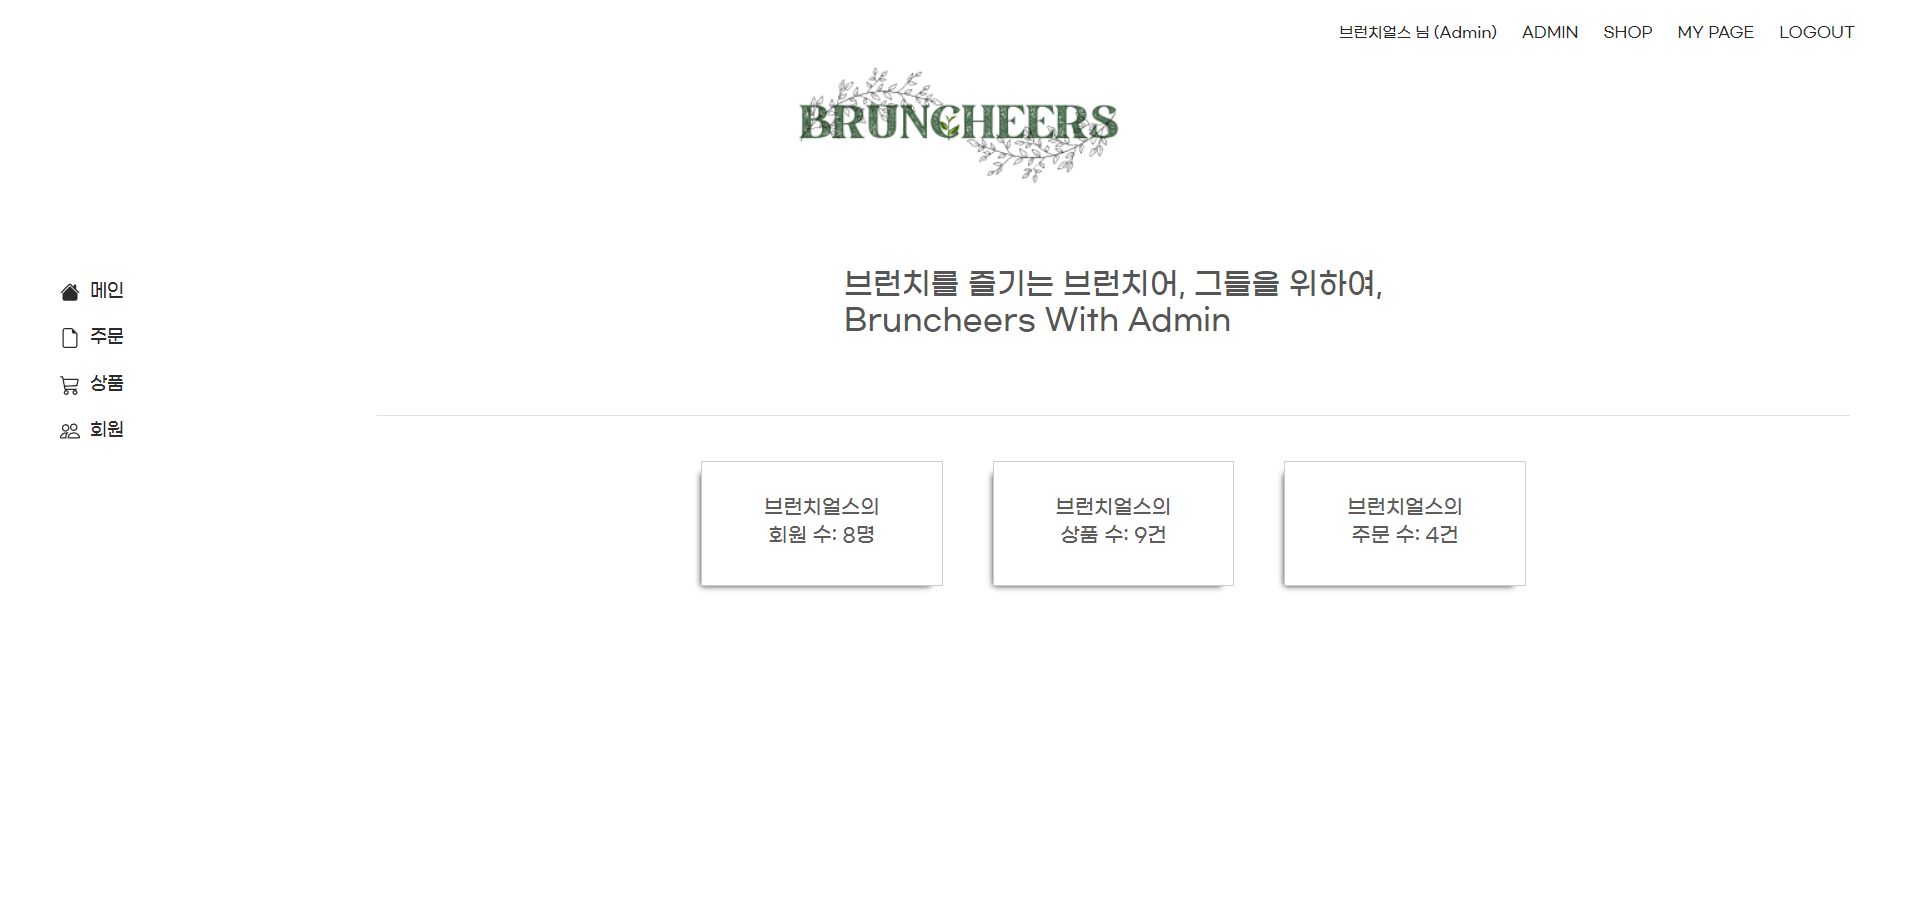 브런치얼스 님 (Admin) ADMIN SHOP MY PAGE LOGOUT
BRUNCHEERS
메인
주문
상품
회원
브런치를 즐기는 브런치어, 그들을 위하여,
Bruncheers With Admin
브런치얼스의
회원 수: 8명
브런치얼스의
상품 수: 9건
브런치얼스의
주문 수: 4건